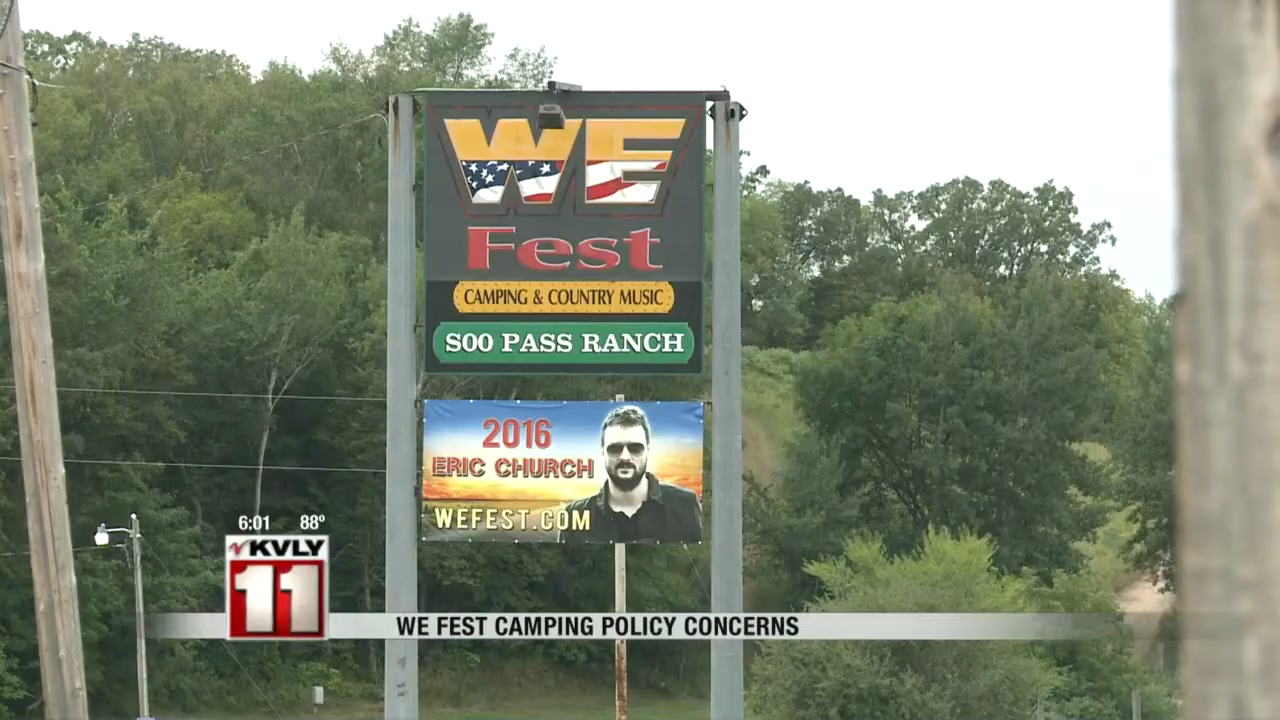 WE
Fest
CAMPING & COUNTRY MUSIC
SOO PASS RANCH
2016
ERIC CHURCH
WEFEST.COM
6:01 88°
KVLY
11
WE FEST CAMPING POLICY CONCERNS